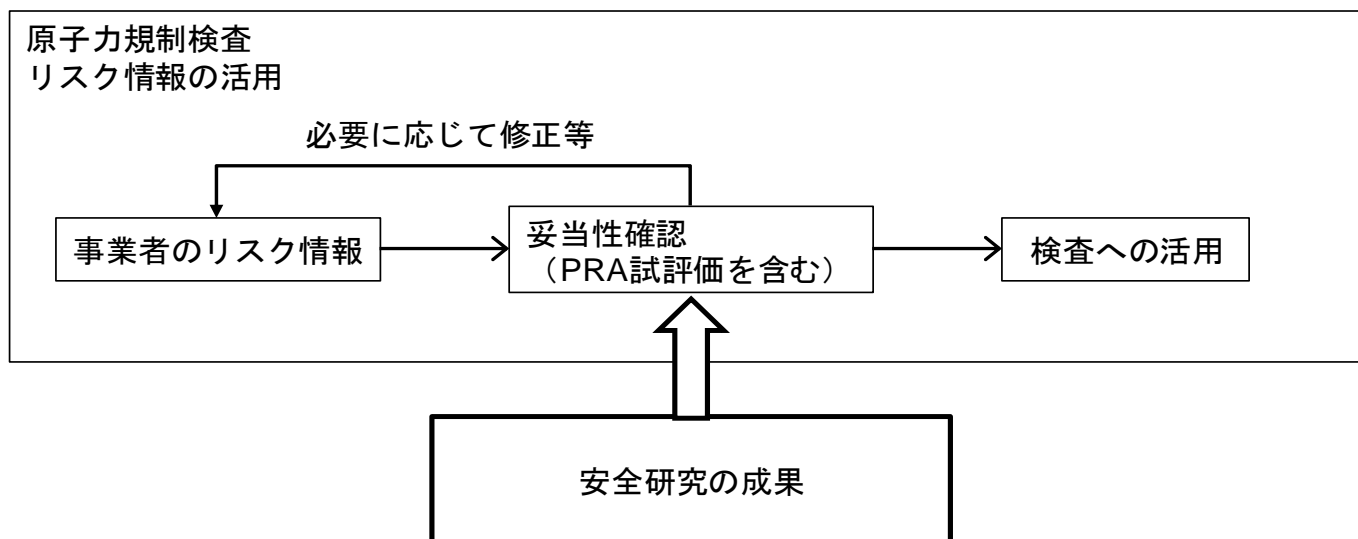 原子力規制検査
リスク情報の活用
必要に応じて修正等
事業者のリスク情報
妥当性確認
（PRA試評価を含む）
検査への活用
安全研究の成果